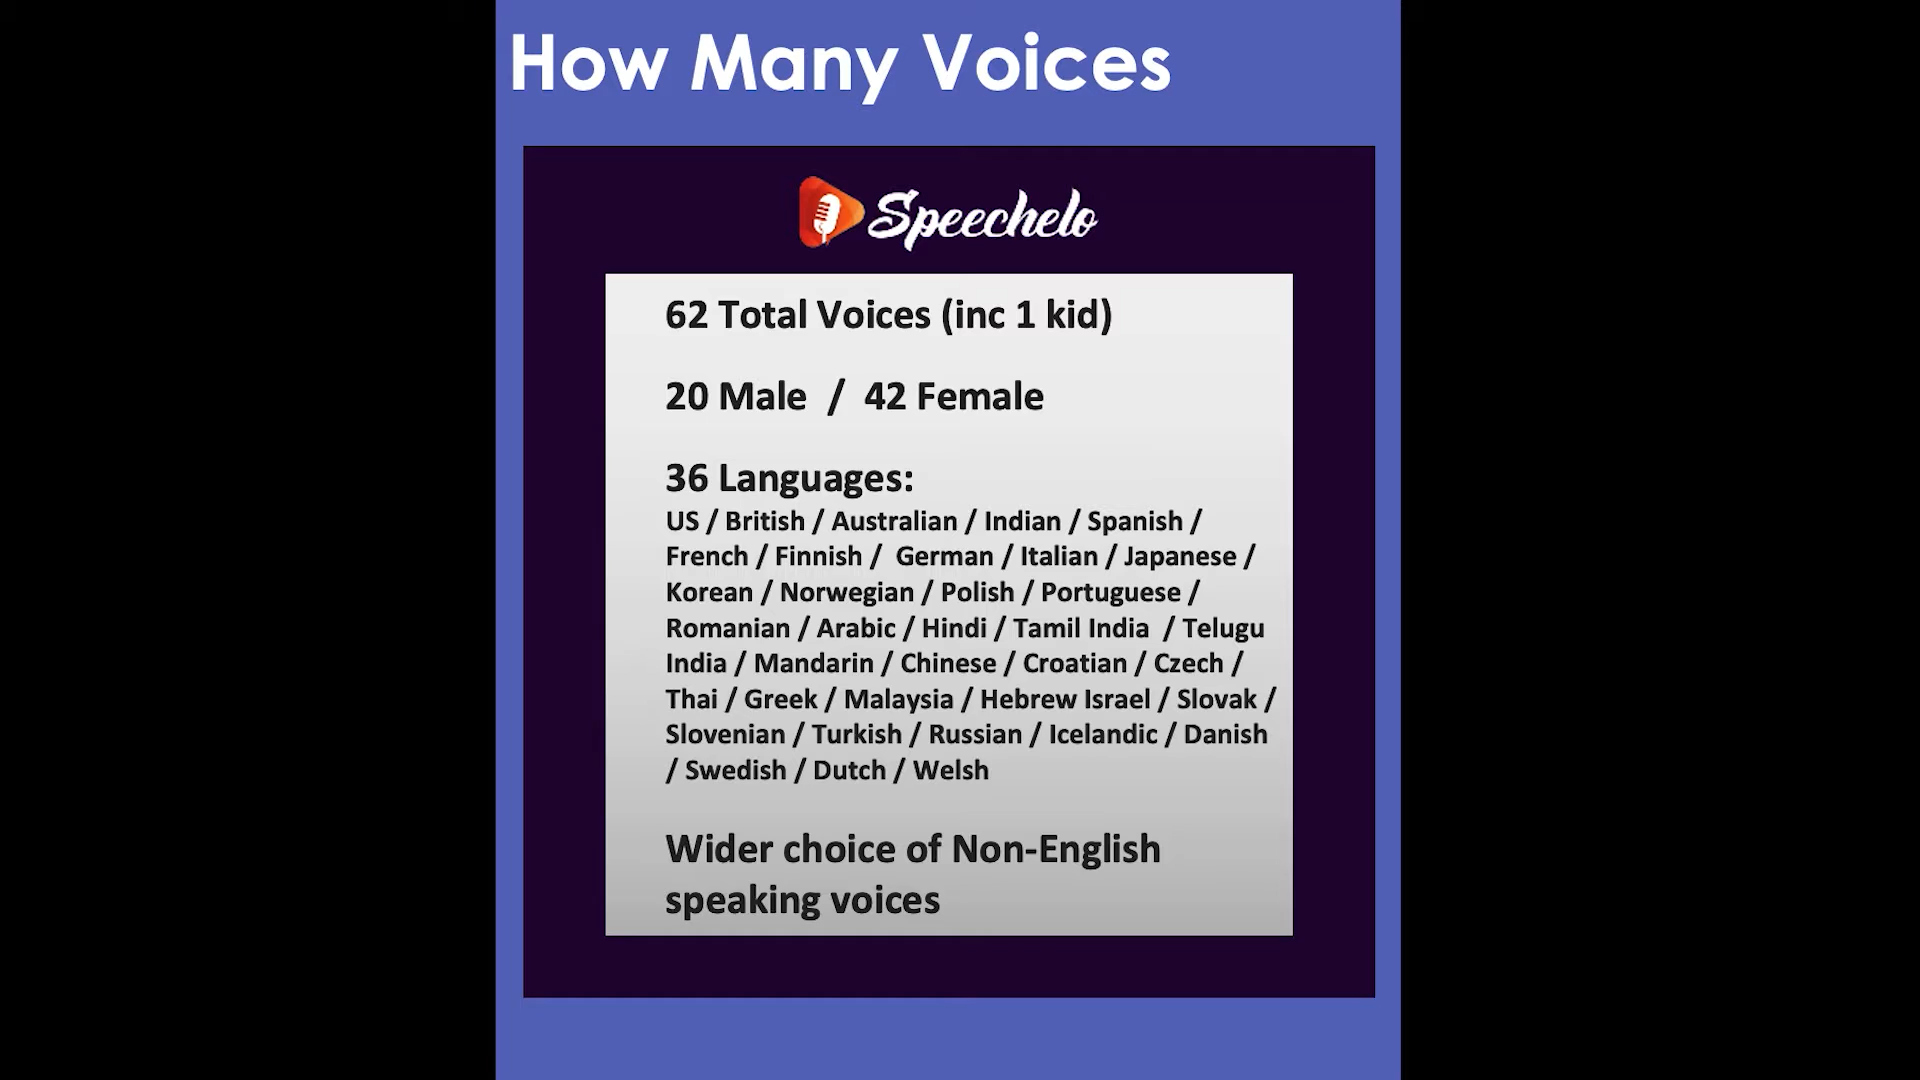 How Many Voices
Speechelo
62 Total Voices (inc 1 kid)
20 Male / 42 Female
36 Languages:
US / British / Australian / Indian / Spanish /
French / Finnish / German / Italian / Japanese /
Korean / Norwegian / Polish / Portuguese /
Romanian / Arabic / Hindi / Tamil India / Telugu
India / Mandarin / Chinese / Croatian / Czech /
Thai / Greek / Malaysia / Hebrew Israel / Slovak /
Slovenian / Turkish / Russian / Icelandic / Danish
/ Swedish / Dutch / Welsh
Wider choice of Non-English
speaking voices